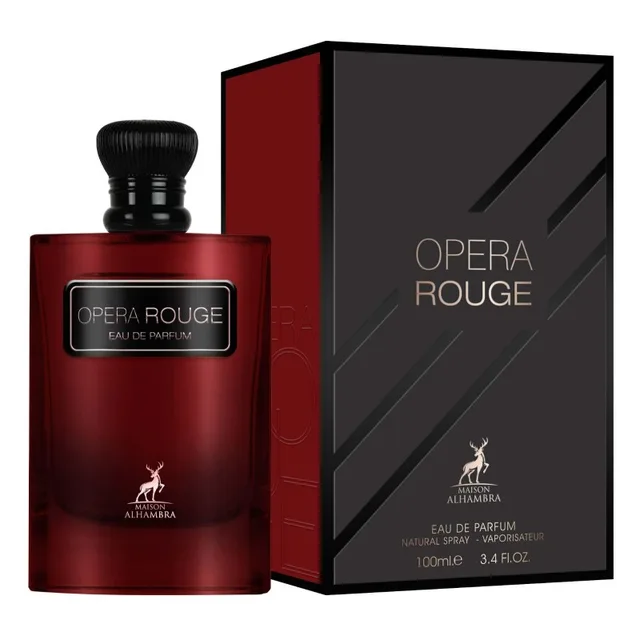 OPERA ROUGE
EAU DE PARFUM
MAISON
ALHAMBRA
OPERA
ROUGE
MAISON
ALHAMBRA
EAU DE PARFUM
NATURAL SPRAY - VAPORISATEUR
100ml.e 3.4 FL.OZ.